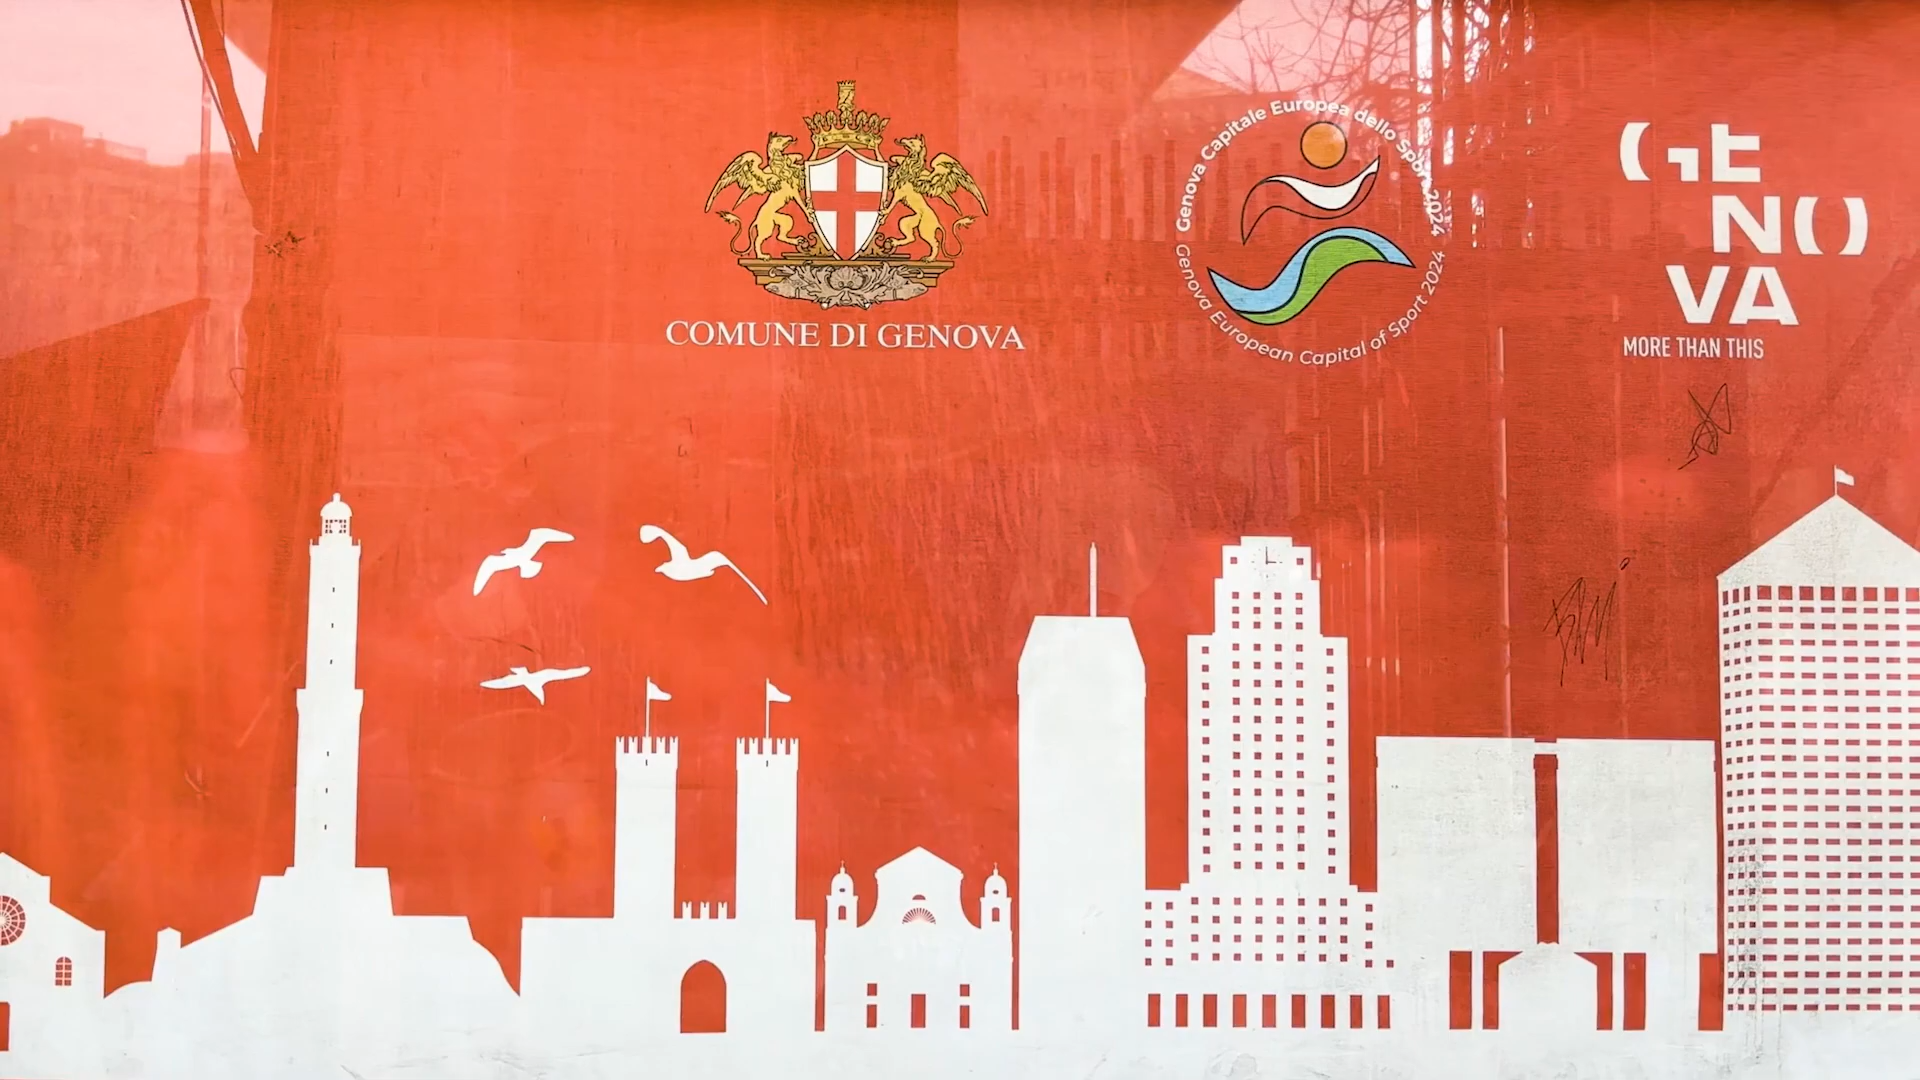 COMUNE DI GENOVA
Genova Capitale Europea dello Sport 2024
Genova European Capital of Sport 2024
GE
NO
VA
MORE THAN THIS